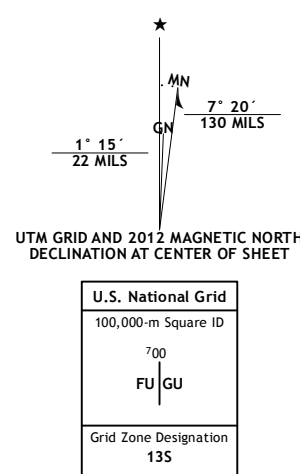 ★
MN
GN
7° 20´
130 MILS
1° 15´
22 MILS
UTM GRID AND 2012 MAGNETIC NORTH
DECLINATION AT CENTER OF SHEET
U.S. National Grid
100,000-m Square ID
⁷00
FU GU
Grid Zone Designation
13S